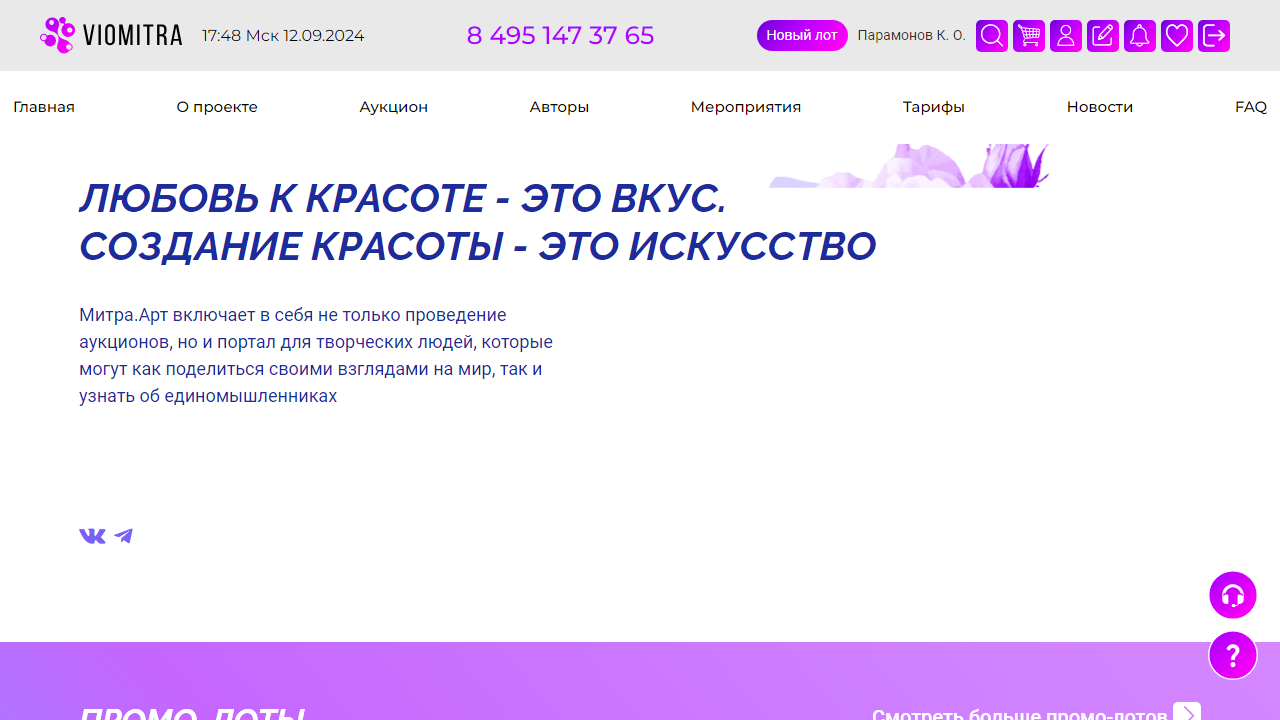 VIOMITRA
17:48 Мск 12.09.2024
8 495 147 37 65
Новый лот
Парамонов К. О.
Главная
О проекте
Аукцион
Авторы
Мероприятия
Тарифы
Новости
FAQ
ЛЮБОВЬ К КРАСОТЕ - ЭТО ВКУС.
СОЗДАНИЕ КРАСОТЫ - ЭТО ИСКУССТВО
Митра.Арт включает в себя не только проведение
аукционов, но и портал для творческих людей, которые
могут как поделиться своими взглядами на мир, так и
узнать об единомышленниках
?
ПРОМО-ЛОТЫ
Смотреть больше промо-лотов